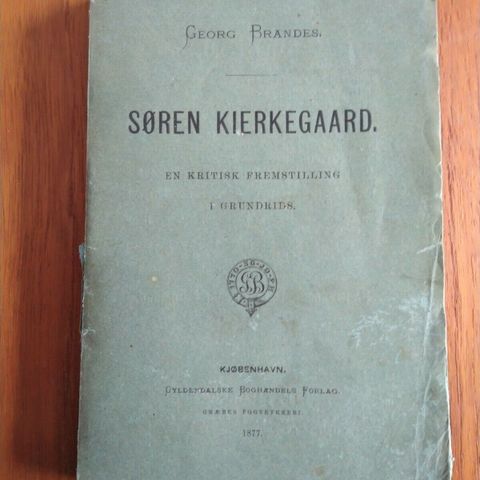 GEORG BRANDES.
SØREN KIERKEGAARD.
EN KRITISK FREMSTILLING
I GRUNDRIDS.
KJØBENHAVN.
GYLDENDALSKE BOGHANDELS FORLAG.
GRÆBES BOGTRYKKERI
1877.